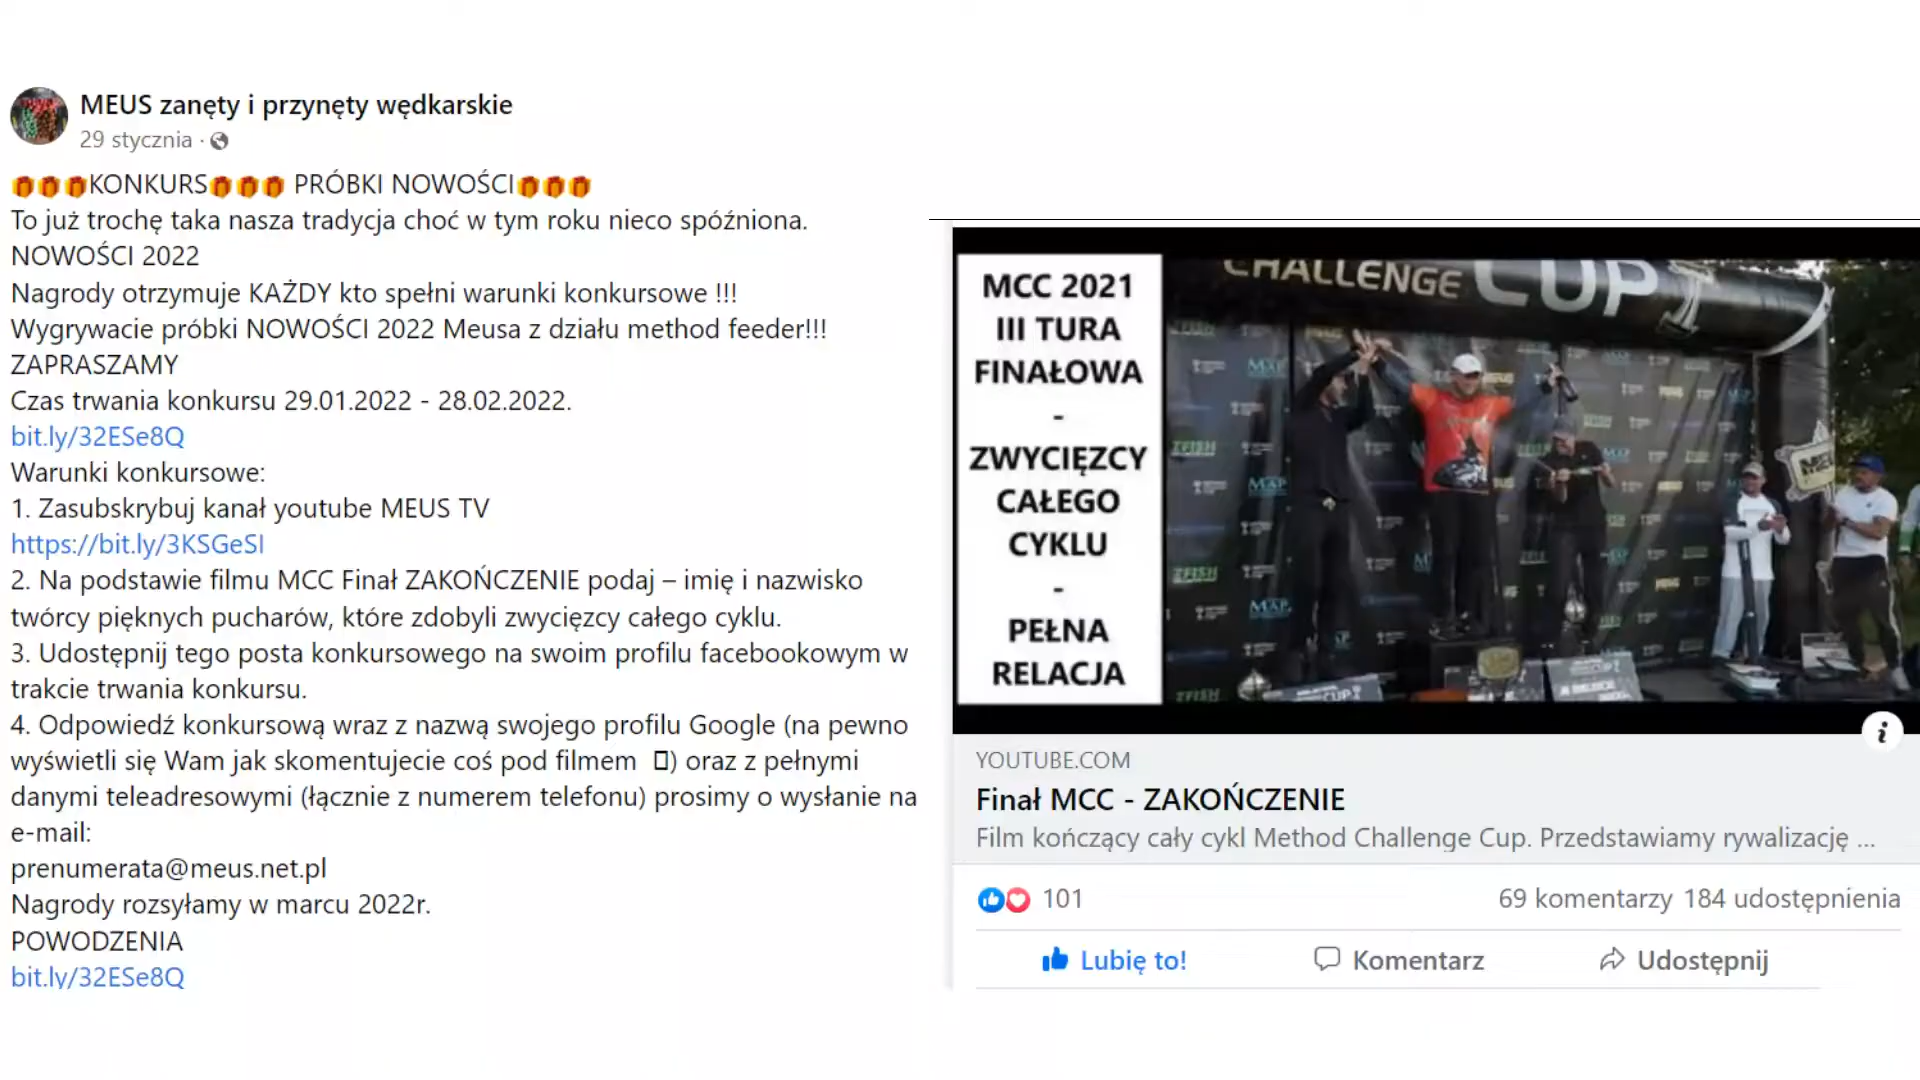 MEUS zanęty i przynęty wędkarskie
29 stycznia ·
🎁🎁🎁KONKURS🎁🎁🎁 PRÓBKI NOWOŚCI🎁🎁🎁
To już trochę taka nasza tradycja choć w tym roku nieco spóźniona.
NOWOŚCI 2022
Nagrody otrzymuje KAŻDY kto spełni warunki konkursowe !!!
Wygrywacie próbki NOWOŚCI 2022 Meusa z działu method feeder!!!
ZAPRASZAMY
Czas trwania konkursu 29.01.2022 - 28.02.2022.
bit.ly/32ESe8Q
Warunki konkursowe:
1. Zasubskrybuj kanał youtube MEUS TV
https://bit.ly/3KSGeSI
2. Na podstawie filmu MCC Finał ZAKOŃCZENIE podaj – imię i nazwisko
twórcy pięknych pucharów, które zdobyli zwycięzcy całego cyklu.
3. Udostępnij tego posta konkursowego na swoim profilu facebookowym w
trakcie trwania konkursu.
4. Odpowiedź konkursową wraz z nazwą swojego profilu Google (na pewno
wyświetli się Wam jak skomentujecie coś pod filmem ) oraz z pełnymi
danymi teleadresowymi (łącznie z numerem telefonu) prosimy o wysłanie na
e-mail:
prenumerata@meus.net.pl
Nagrody rozsyłamy w marcu 2022r.
POWODZENIA
bit.ly/32ESe8Q
MCC 2021
III TURA
FINAŁOWA
-
ZWYCIĘZCY
CAŁEGO
CYKLU
-
PEŁNA
RELACJA
CHALLENGE CUP
YOUTUBE.COM
Finał MCC - ZAKOŃCZENIE
Film kończący cały cykl Method Challenge Cup. Przedstawiamy rywalizację ...
101
69 komentarzy 184 udostępnienia
Lubię to!
Komentarz
Udostępnij